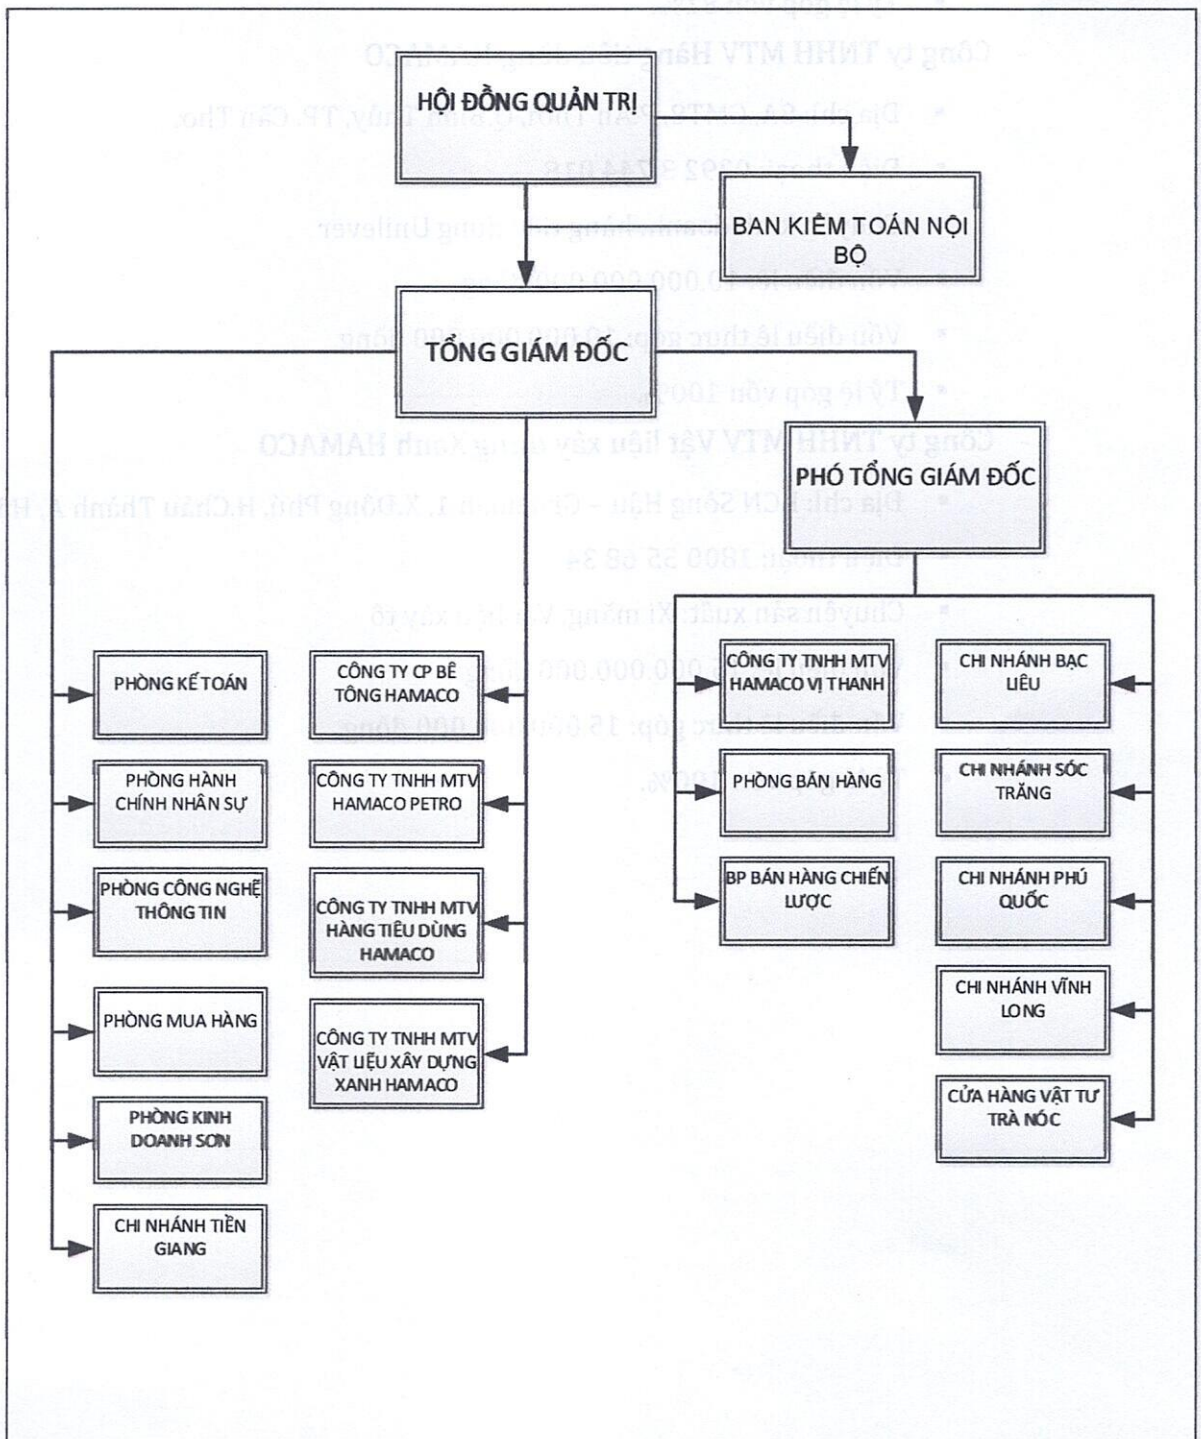 HỘI ĐỒNG QUẢN TRỊ
BAN KIỂM TOÁN NỘI
BỘ
TỔNG GIÁM ĐỐC
PHÓ TỔNG GIÁM ĐỐC
PHÒNG KẾ TOÁN
PHÒNG HÀNH
CHÍNH NHÂN SỰ
PHÒNG CÔNG NGHỆ
THÔNG TIN
PHÒNG MUA HÀNG
PHÒNG KINH
DOANH SƠN
CHI NHÁNH TIỀN
GIANG
CÔNG TY CP BÊ
TÔNG HAMACO
CÔNG TY TNHH MTV
HAMACO PETRO
CÔNG TY TNHH MTV
HÀNG TIÊU DÙNG
HAMACO
CÔNG TY TNHH MTV
VẬT LIỆU XÂY DỰNG
XANH HAMACO
CÔNG TY TNHH MTV
HAMACO VỊ THANH
PHÒNG BÁN HÀNG
BP BÁN HÀNG CHIẾN
LƯỢC
CHI NHÁNH BẠC
LIÊU
CHI NHÁNH SÓC
TRĂNG
CHI NHÁNH PHÚ
QUỐC
CHI NHÁNH VĨNH
LONG
CỬA HÀNG VẬT TƯ
TRÀ NÓC